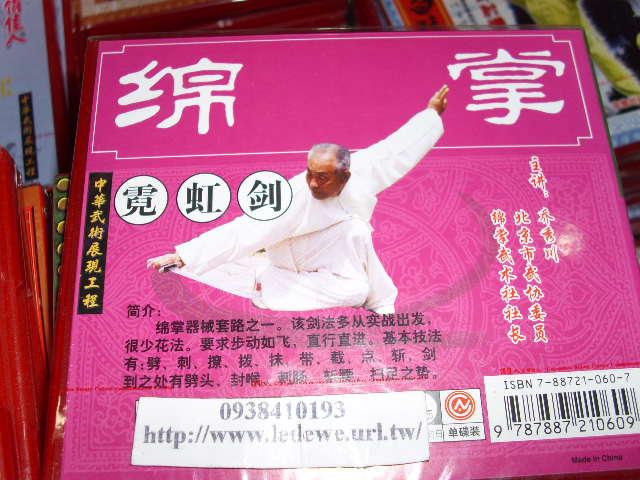 绵 掌
中華武術展現工程
霓虹剑
主讲：乔秀川
北京市武协委员
绵掌武术社社长
简介：
绵掌器械套路之一。该剑法多从实战出发，
很少花法。要求步动如飞，直行直进。基本技法
有：劈、刺、撩、拨、抹、带、截、点、斩，剑
到之处有劈头、封喉、刺肠、斩腰、扫足之势。
0938410193
http://www.ledewe.url.tw/
单碟装
ISBN 7-88721-060-7
9 787887 210609
Made in China